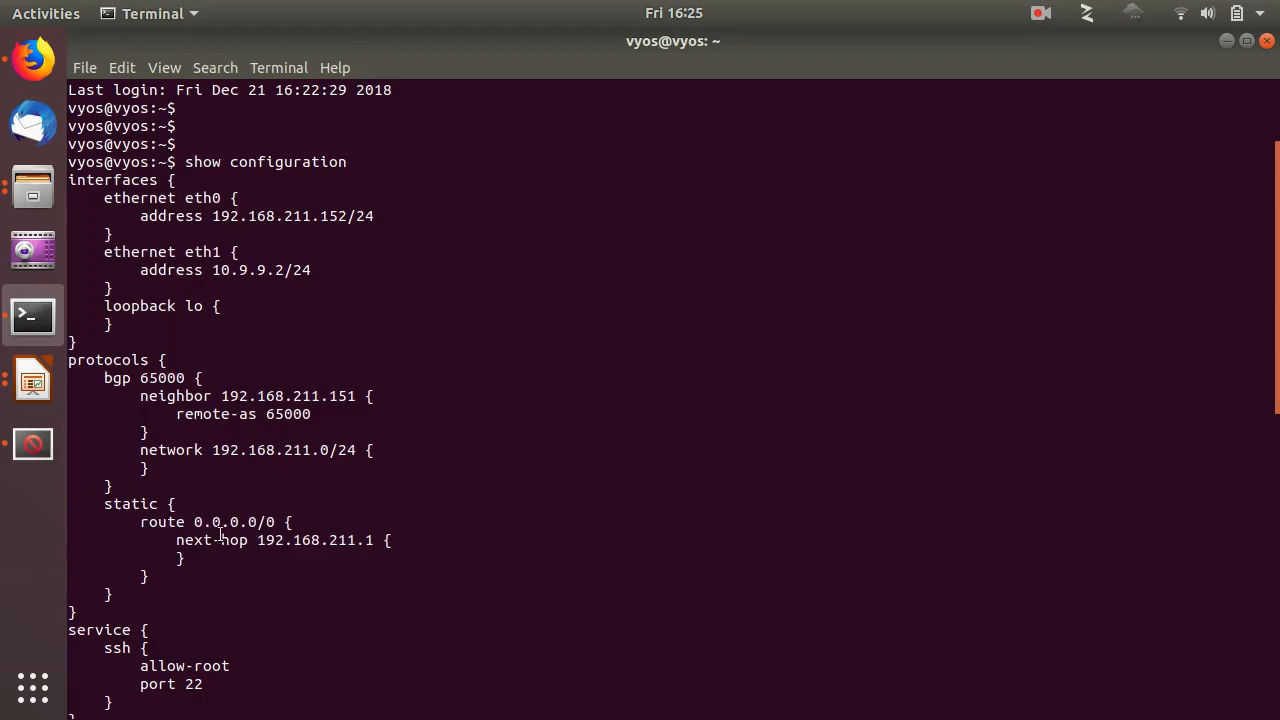 Activities Terminal Fri 16:25
vyos@vyos: ~
File Edit View Search Terminal Help
Last login: Fri Dec 21 16:22:29 2018
vyos@vyos:~$
vyos@vyos:~$
vyos@vyos:~$
vyos@vyos:~$ show configuration
interfaces {
    ethernet eth0 {
        address 192.168.211.152/24
    }
    ethernet eth1 {
        address 10.9.9.2/24
    }
    loopback lo {
    }
}
protocols {
    bgp 65000 {
        neighbor 192.168.211.151 {
            remote-as 65000
        }
        network 192.168.211.0/24 {
        }
    }
    static {
        route 0.0.0.0/0 {
            next-hop 192.168.211.1 {
            }
        }
    }
}
service {
    ssh {
        allow-root
        port 22
    }
}